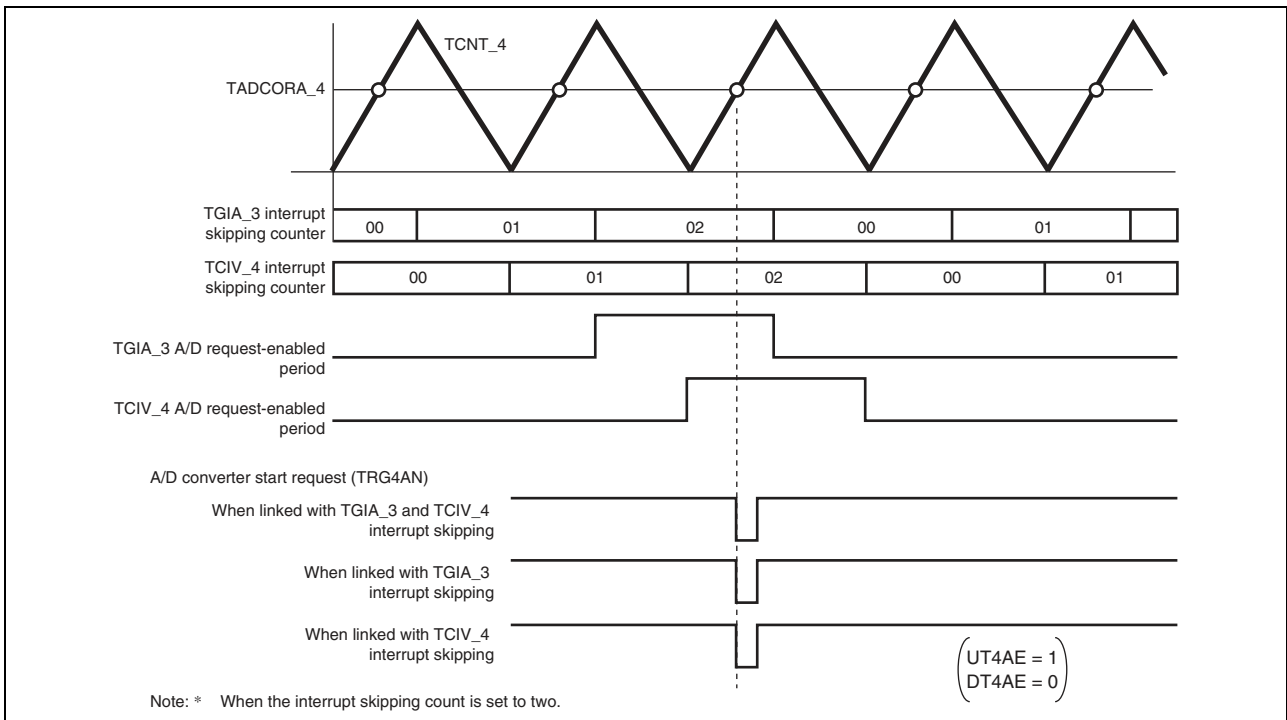 TCNT_4
TADCORA_4
TGIA_3 interrupt
skipping counter
00 01 02 00 01
TCIV_4 interrupt
skipping counter
00 01 02 00 01
TGIA_3 A/D request-enabled
period
TCIV_4 A/D request-enabled
period
A/D converter start request (TRG4AN)
When linked with TGIA_3 and TCIV_4
interrupt skipping
When linked with TGIA_3
interrupt skipping
When linked with TCIV_4
interrupt skipping
UT4AE = 1
DT4AE = 0
Note: * When the interrupt skipping count is set to two.